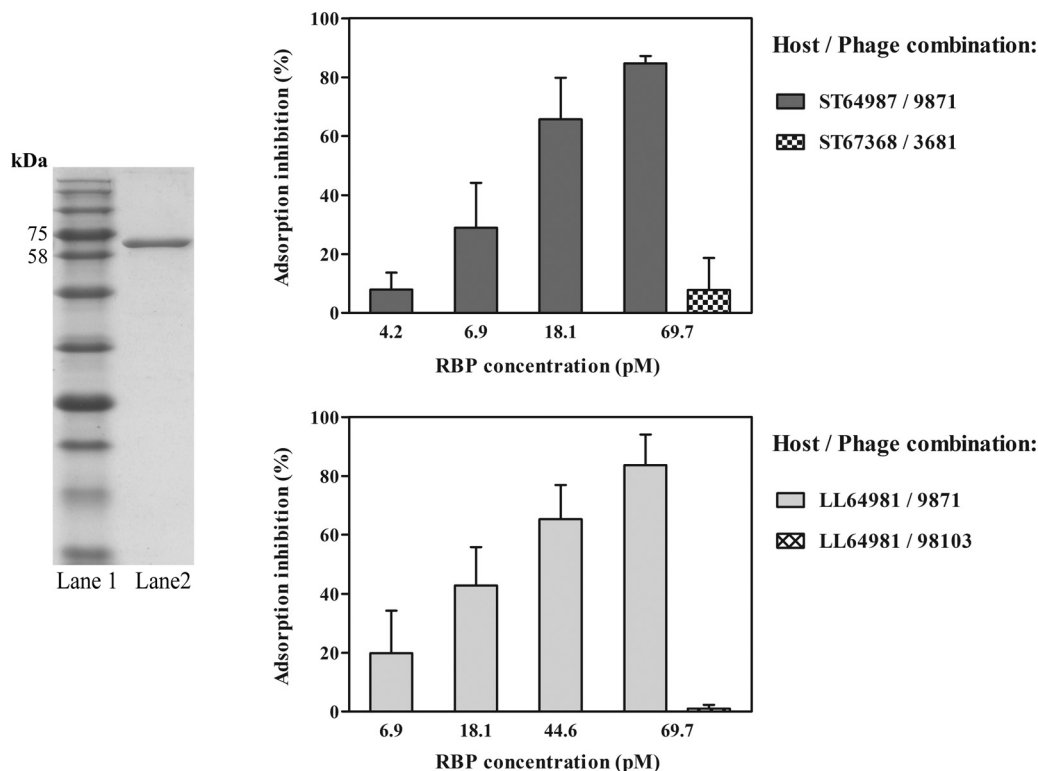 kDa
75
58
Lane 1 Lane2
100
80
60
40
20
0
Adsorption inhibition (%)
4.2 6.9 18.1 69.7
RBP concentration (pM)
Host / Phage combination:
ST64987 / 9871
ST67368 / 3681
100
80
60
40
20
0
Adsorption inhibition (%)
6.9 18.1 44.6 69.7
RBP concentration (pM)
Host / Phage combination:
LL64981 / 9871
LL64981 / 98103